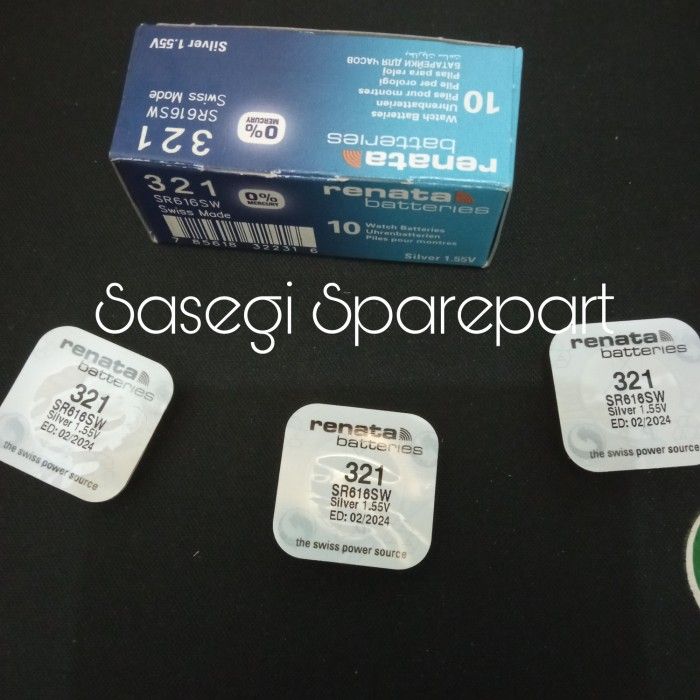 Silver 1.55V
321
SR616SW
Swiss Made
0%
MERCURY
10
Watch Batteries
Uhrenbatterien
Piles pour montres
Pile per orologi
Pilas para reloj
БАТАРЕЙКИ ДЛЯ ЧАСОВ
renata
batteries
321
SR616SW
Swiss Made
0%
MERCURY
7 85618 32231 6
renata
batteries
10 Watch Batteries
Uhrenbatterien
Piles pour montres
Silver 1.55V
Sasegi Sparepart
renata
batteries
321
SR616SW
Silver 1.55V
ED: 02/2024
the swiss power source
renata
batteries
321
SR616SW
Silver 1.55V
ED: 02/2024
the swiss power source
renata
batteries
321
SR616SW
Silver 1.55V
ED: 02/2024
the swiss power source